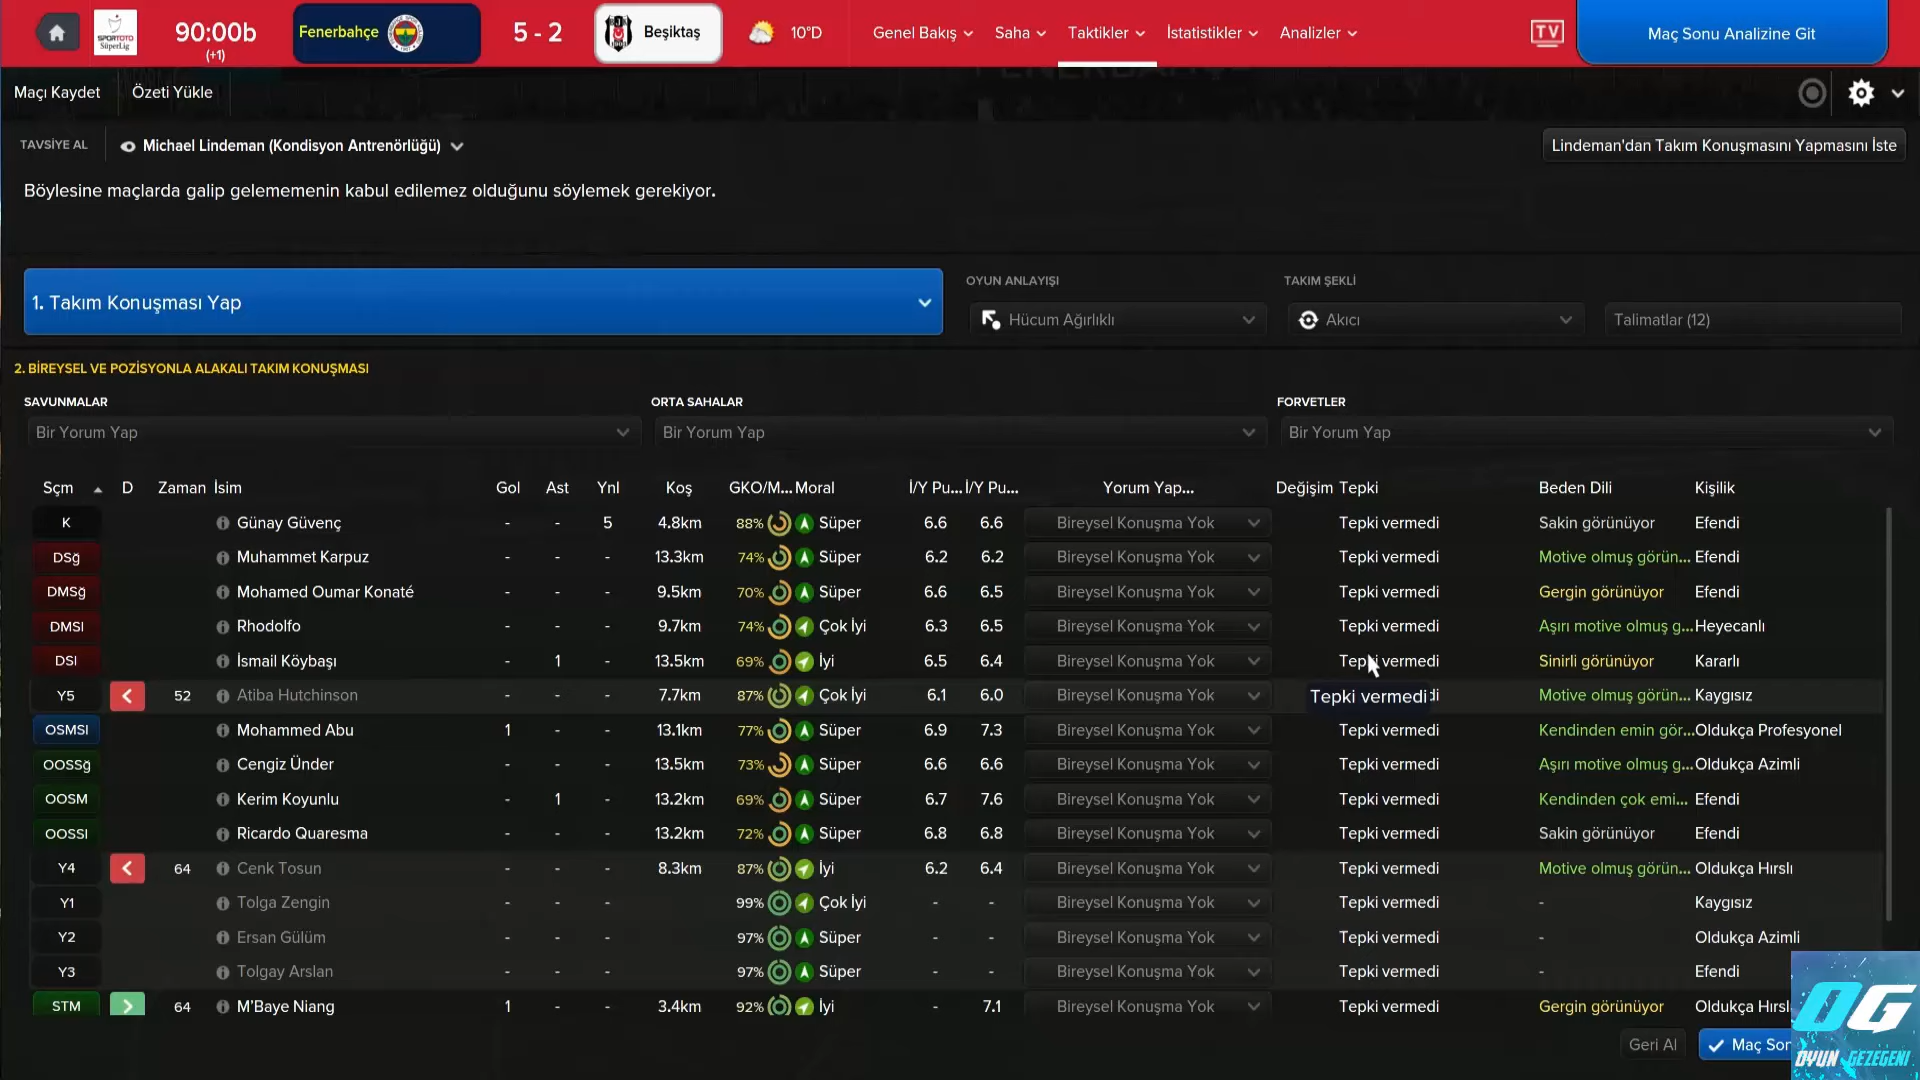 SPORTOTO
SüperLig
90:00b
(+1)
Fenerbahçe
5 - 2
Beşiktaş
10°D
Genel Bakış
Saha
Taktikler
İstatistikler
Analizler
TV
Maç Sonu Analizine Git
Maçı Kaydet
Özeti Yükle
TAVSİYE AL
Michael Lindeman (Kondisyon Antrenörlüğü)
Lindeman'dan Takım Konuşmasını Yapmasını İste
Böylesine maçlarda galip gelememenin kabul edilemez olduğunu söylemek gerekiyor.
1. Takım Konuşması Yap
OYUN ANLAYIŞI
Hücum Ağırlıklı
TAKIM ŞEKLİ
Akıcı
Talimatlar (12)
2. BİREYSEL VE POZİSYONLA ALAKALI TAKIM KONUŞMASI
SAVUNMALAR
ORTA SAHALAR
FORVETLER
Bir Yorum Yap
Bir Yorum Yap
Bir Yorum Yap
Sçm D Zaman İsim Gol Ast Ynl Koş GKO/M... Moral İ/Y Pu... İ/Y Pu... Yorum Yap... Değişim Tepki Beden Dili Kişilik
K Günay Güvenç - - 5 4.8km 88% Süper 6.6 6.6 Bireysel Konuşma Yok Tepki vermedi Sakin görünüyor Efendi
DSğ Muhammet Karpuz - - - 13.3km 74% Süper 6.2 6.2 Bireysel Konuşma Yok Tepki vermedi Motive olmuş görün... Efendi
DMSğ Mohamed Oumar Konaté - - - 9.5km 70% Süper 6.6 6.5 Bireysel Konuşma Yok Tepki vermedi Gergin görünüyor Efendi
DMSl Rhodolfo - - - 9.7km 74% Çok İyi 6.3 6.5 Bireysel Konuşma Yok Tepki vermedi Aşırı motive olmuş g... Heyecanlı
DSl İsmail Köybaşı - 1 - 13.5km 69% İyi 6.5 6.4 Bireysel Konuşma Yok Tepki vermedi Sinirli görünüyor Kararlı
Y5 52 Atiba Hutchinson - - - 7.7km 87% Çok İyi 6.1 6.0 Bireysel Konuşma Yok Tepki vermedi Motive olmuş görün... Kaygısız
OSMSl Mohammed Abu 1 - - 13.1km 77% Süper 6.9 7.3 Bireysel Konuşma Yok Tepki vermedi Kendinden emin gör... Oldukça Profesyonel
OOSSğ Cengiz Ünder - - - 13.5km 73% Süper 6.6 6.6 Bireysel Konuşma Yok Tepki vermedi Aşırı motive olmuş g... Oldukça Azimli
OOSM Kerim Koyunlu - 1 - 13.2km 69% Süper 6.7 7.6 Bireysel Konuşma Yok Tepki vermedi Kendinden çok emi... Efendi
OOSSl Ricardo Quaresma - - - 13.2km 72% Süper 6.8 6.8 Bireysel Konuşma Yok Tepki vermedi Sakin görünüyor Efendi
Y4 64 Cenk Tosun - - - 8.3km 87% İyi 6.2 6.4 Bireysel Konuşma Yok Tepki vermedi Motive olmuş görün... Oldukça Hırslı
Y1 Tolga Zengin - - - 99% Çok İyi - - Bireysel Konuşma Yok Tepki vermedi - Kaygısız
Y2 Ersan Gülüm - - - 97% Süper - - Bireysel Konuşma Yok Tepki vermedi - Oldukça Azimli
Y3 Tolgay Arslan - - - 97% Süper - - Bireysel Konuşma Yok Tepki vermedi - Efendi
STM 64 M'Baye Niang 1 - - 3.4km 92% İyi - 7.1 Bireysel Konuşma Yok Tepki vermedi Gergin görünüyor Oldukça Hırslı
Geri Al
Maç Son
OG
OYUN GEZEGENI